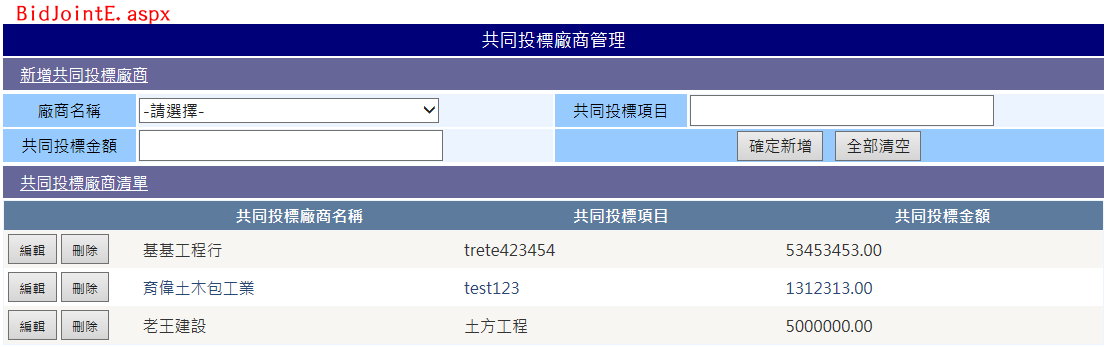 BidJointE.aspx
共同投標廠商管理
新增共同投標廠商
廠商名稱 -請選擇- 共同投標項目
共同投標金額 確定新增 全部清空
共同投標廠商清單
共同投標廠商名稱 共同投標項目 共同投標金額
編輯 刪除 基基工程行 trete423454 53453453.00
編輯 刪除 育偉土木包工業 test123 1312313.00
編輯 刪除 老王建設 土方工程 5000000.00